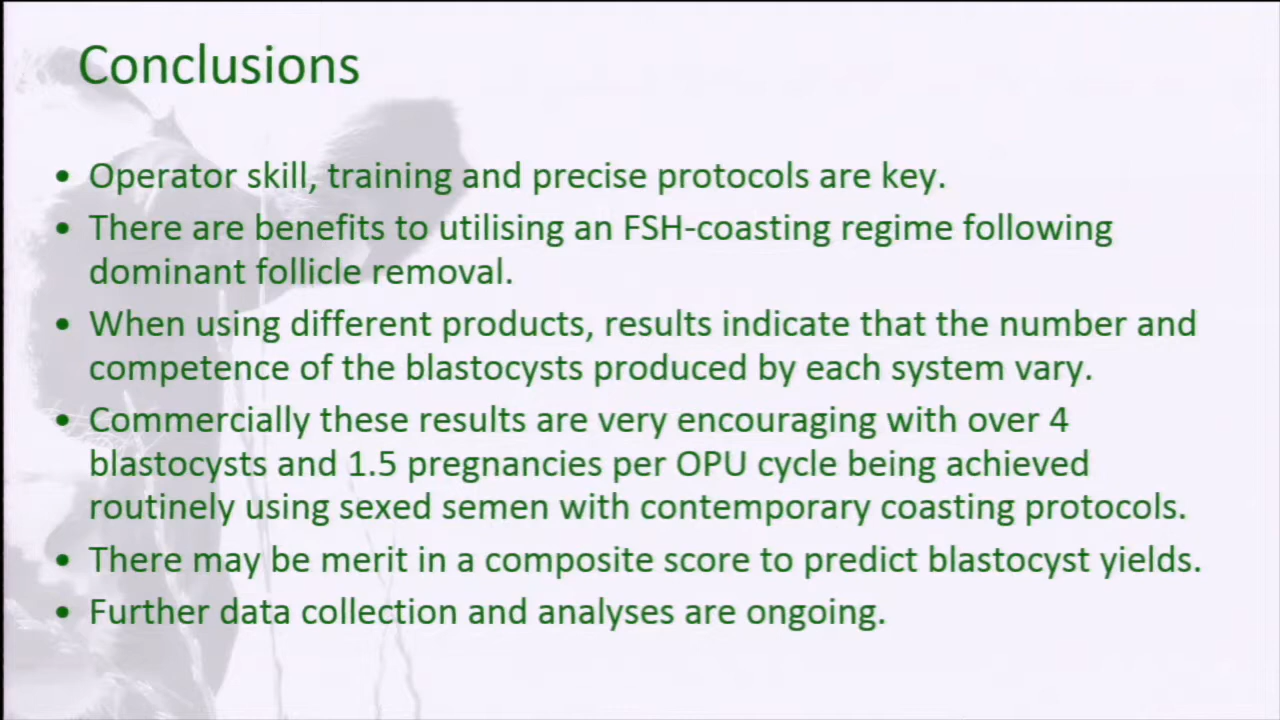 Conclusions
• Operator skill, training and precise protocols are key.
• There are benefits to utilising an FSH-coasting regime following
dominant follicle removal.
• When using different products, results indicate that the number and
competence of the blastocysts produced by each system vary.
• Commercially these results are very encouraging with over 4
blastocysts and 1.5 pregnancies per OPU cycle being achieved
routinely using sexed semen with contemporary coasting protocols.
• There may be merit in a composite score to predict blastocyst yields.
• Further data collection and analyses are ongoing.